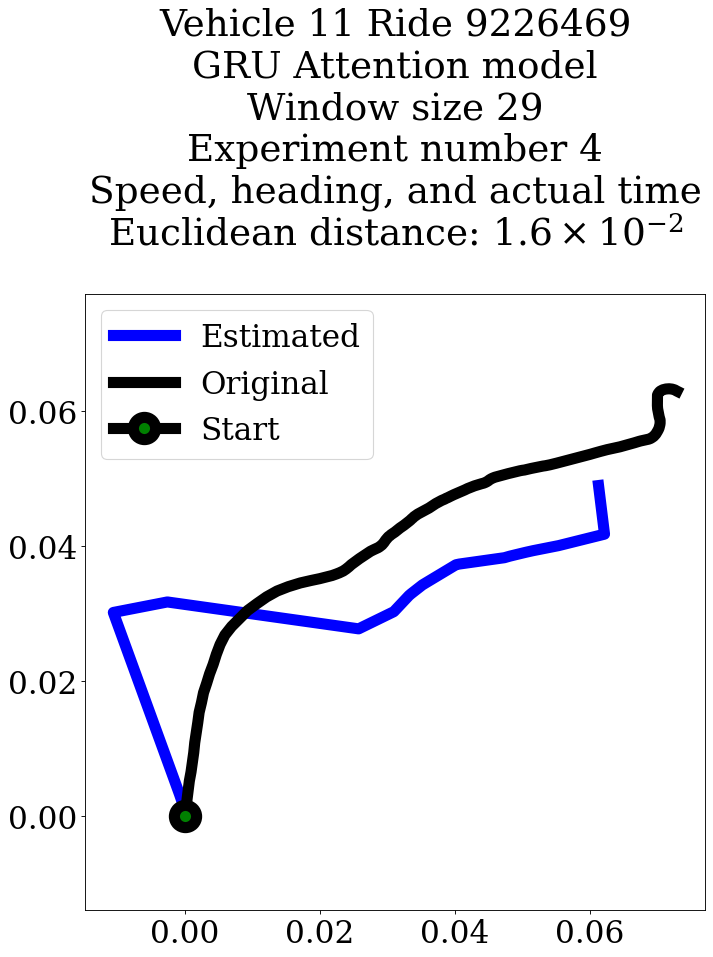 Vehicle 11 Ride 9226469
GRU Attention model
Window size 29
Experiment number 4
Speed, heading, and actual time
Euclidean distance: 1.6 × 10⁻²
Estimated
Original
Start
0.06
0.04
0.02
0.00
0.00 0.02 0.04 0.06